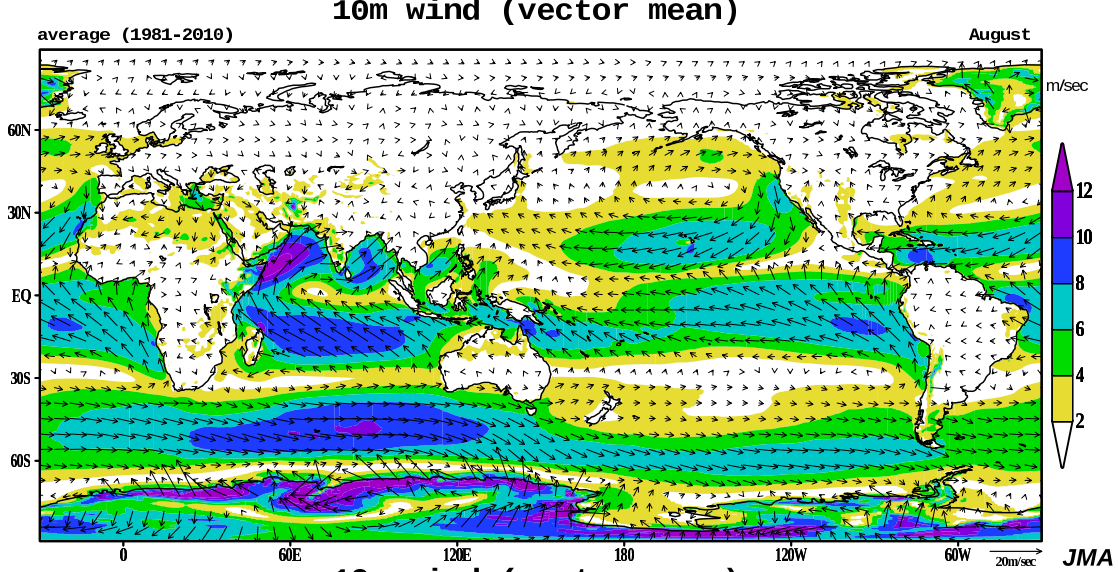 10m wind (vector mean)
average (1981-2010) August
m/sec
60N
30N
EQ
30S
60S
12
10
8
6
4
2
0 60E 120E 180 120W 60W
20m/sec
JMA